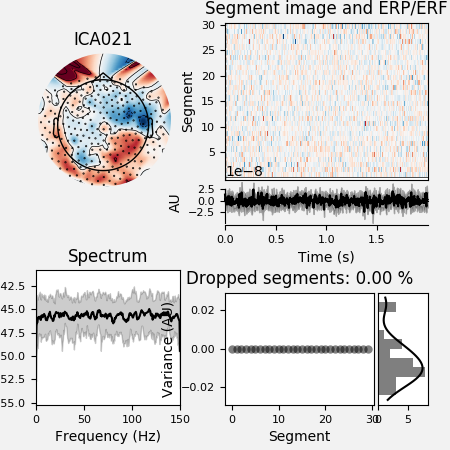 Segment image and ERP/ERF
ICA021
30
25
20
15
10
5
Segment
1e−8
2.5
0.0
−2.5
AU
0.0 0.5 1.0 1.5
Time (s)
Spectrum
42.5
45.0
47.5
50.0
52.5
55.0
0 50 100 150
Frequency (Hz)
Dropped segments: 0.00 %
0.02
0.00
−0.02
Variance (AU)
0 10 20 30
Segment
0 5